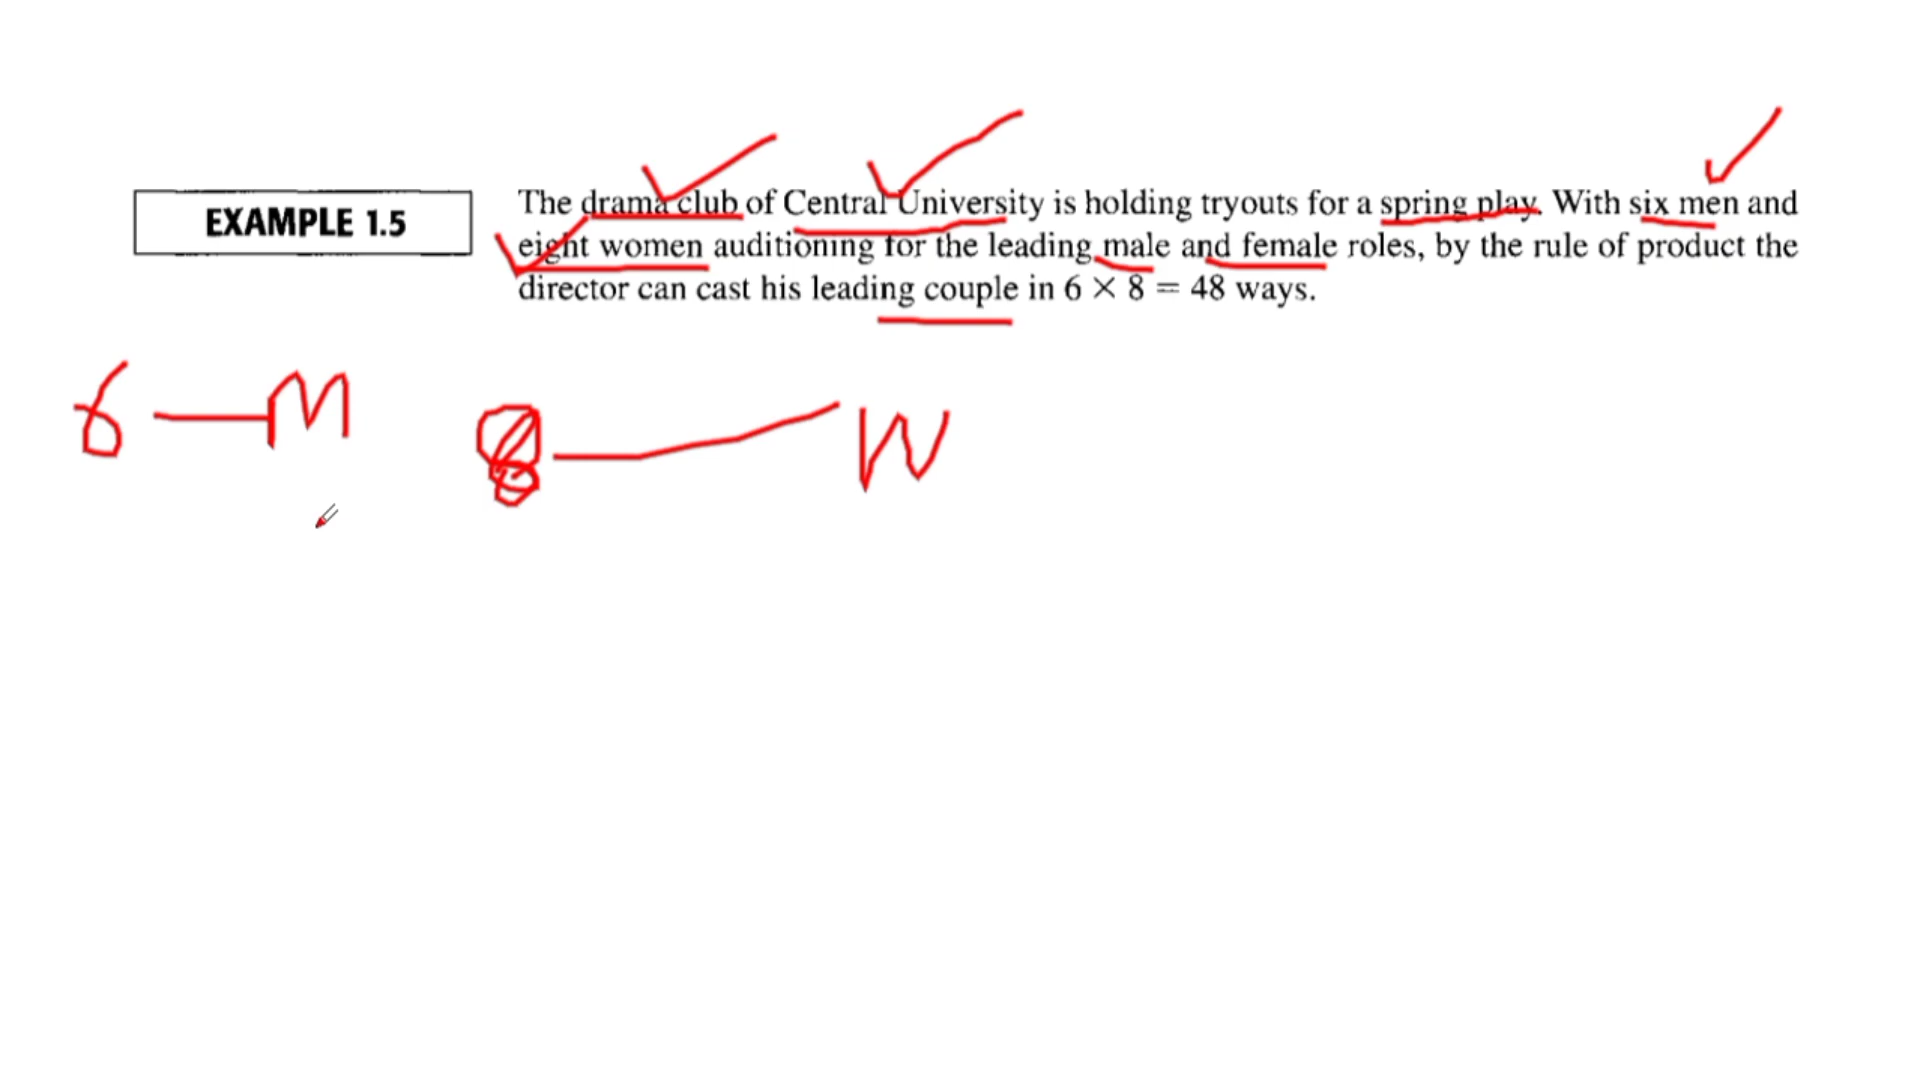 EXAMPLE 1.5
The drama club of Central University is holding tryouts for a spring play. With six men and
eight women auditioning for the leading male and female roles, by the rule of product the
director can cast his leading couple in 6 × 8 = 48 ways.
6 — M 8 — W